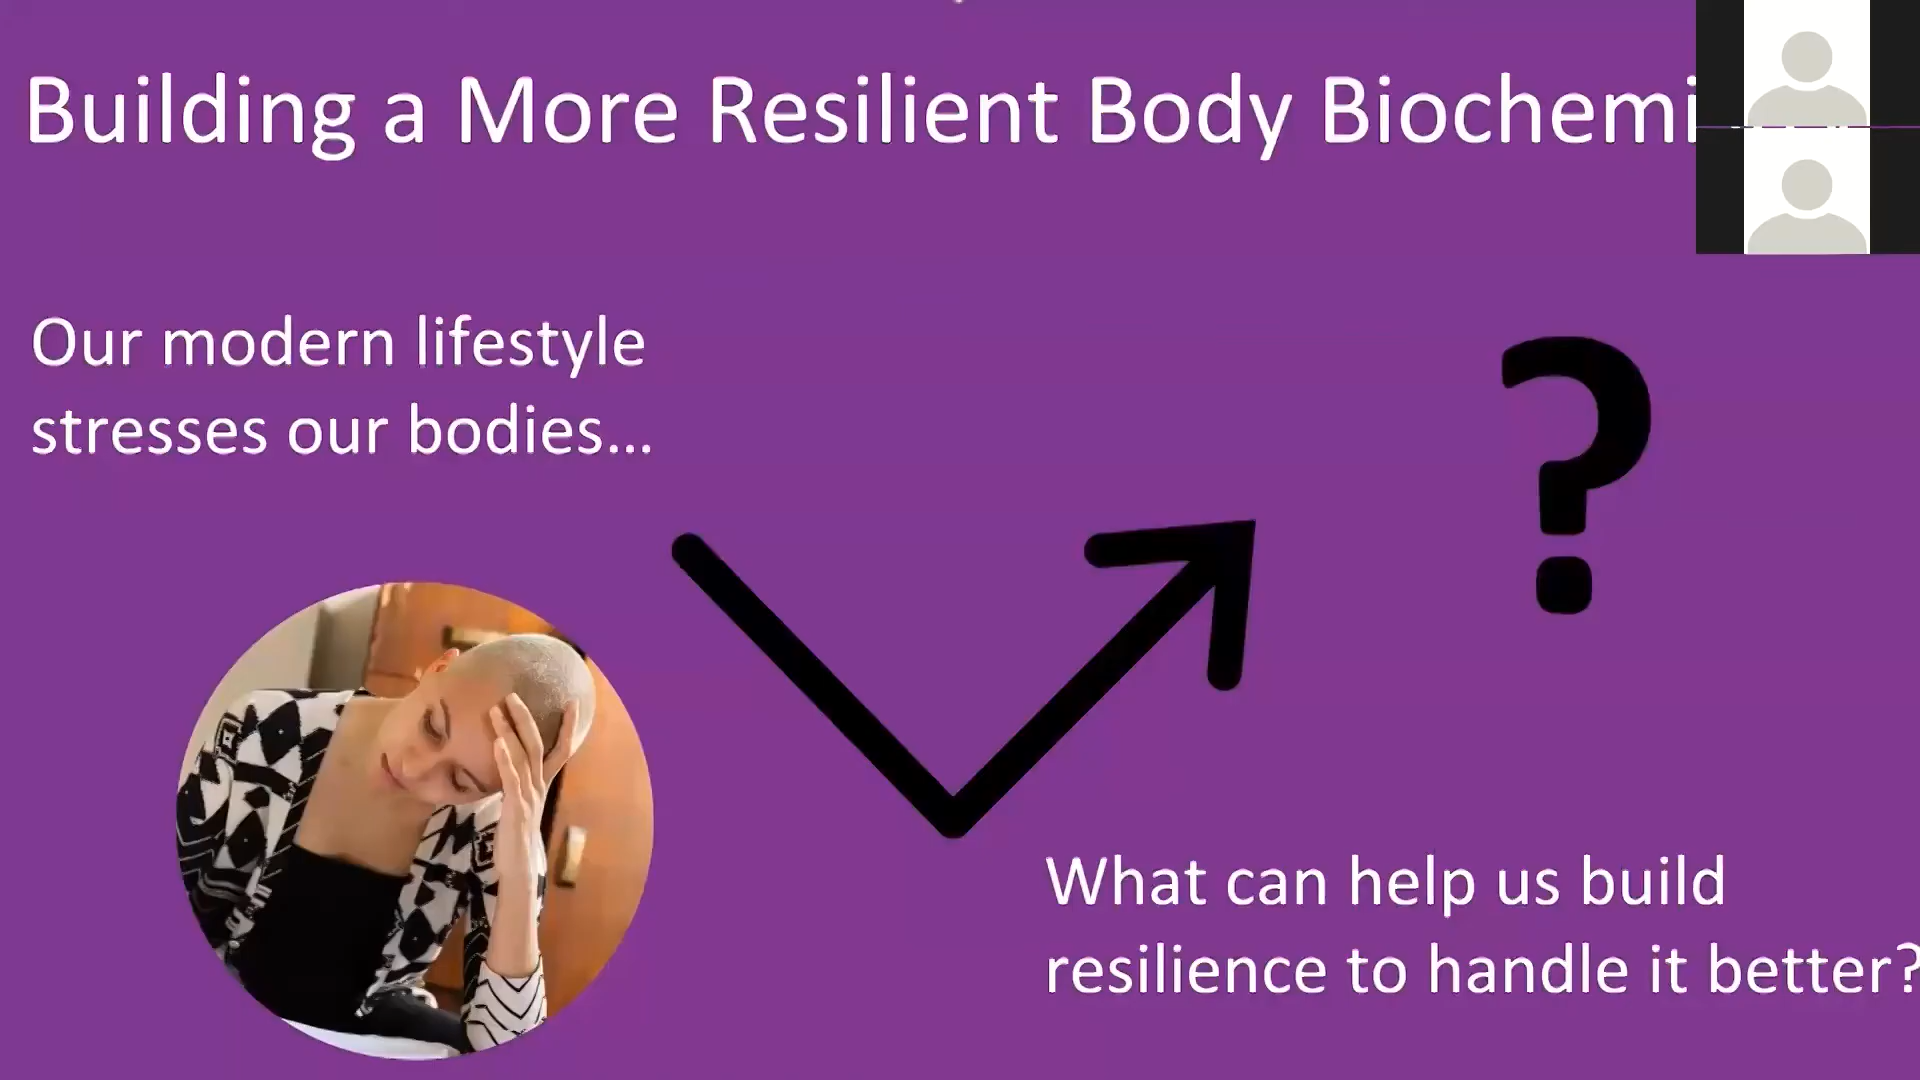 Building a More Resilient Body Biochemi
Our modern lifestyle
stresses our bodies...
?
What can help us build
resilience to handle it better?